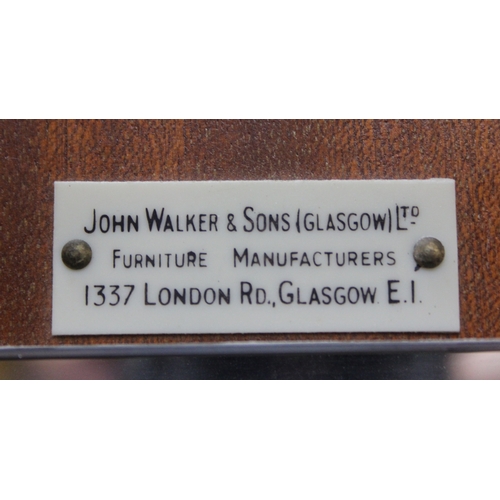 JOHN WALKER & SONS (GLASGOW) LTD
FURNITURE MANUFACTURERS
1337 LONDON RD., GLASGOW. E.1.